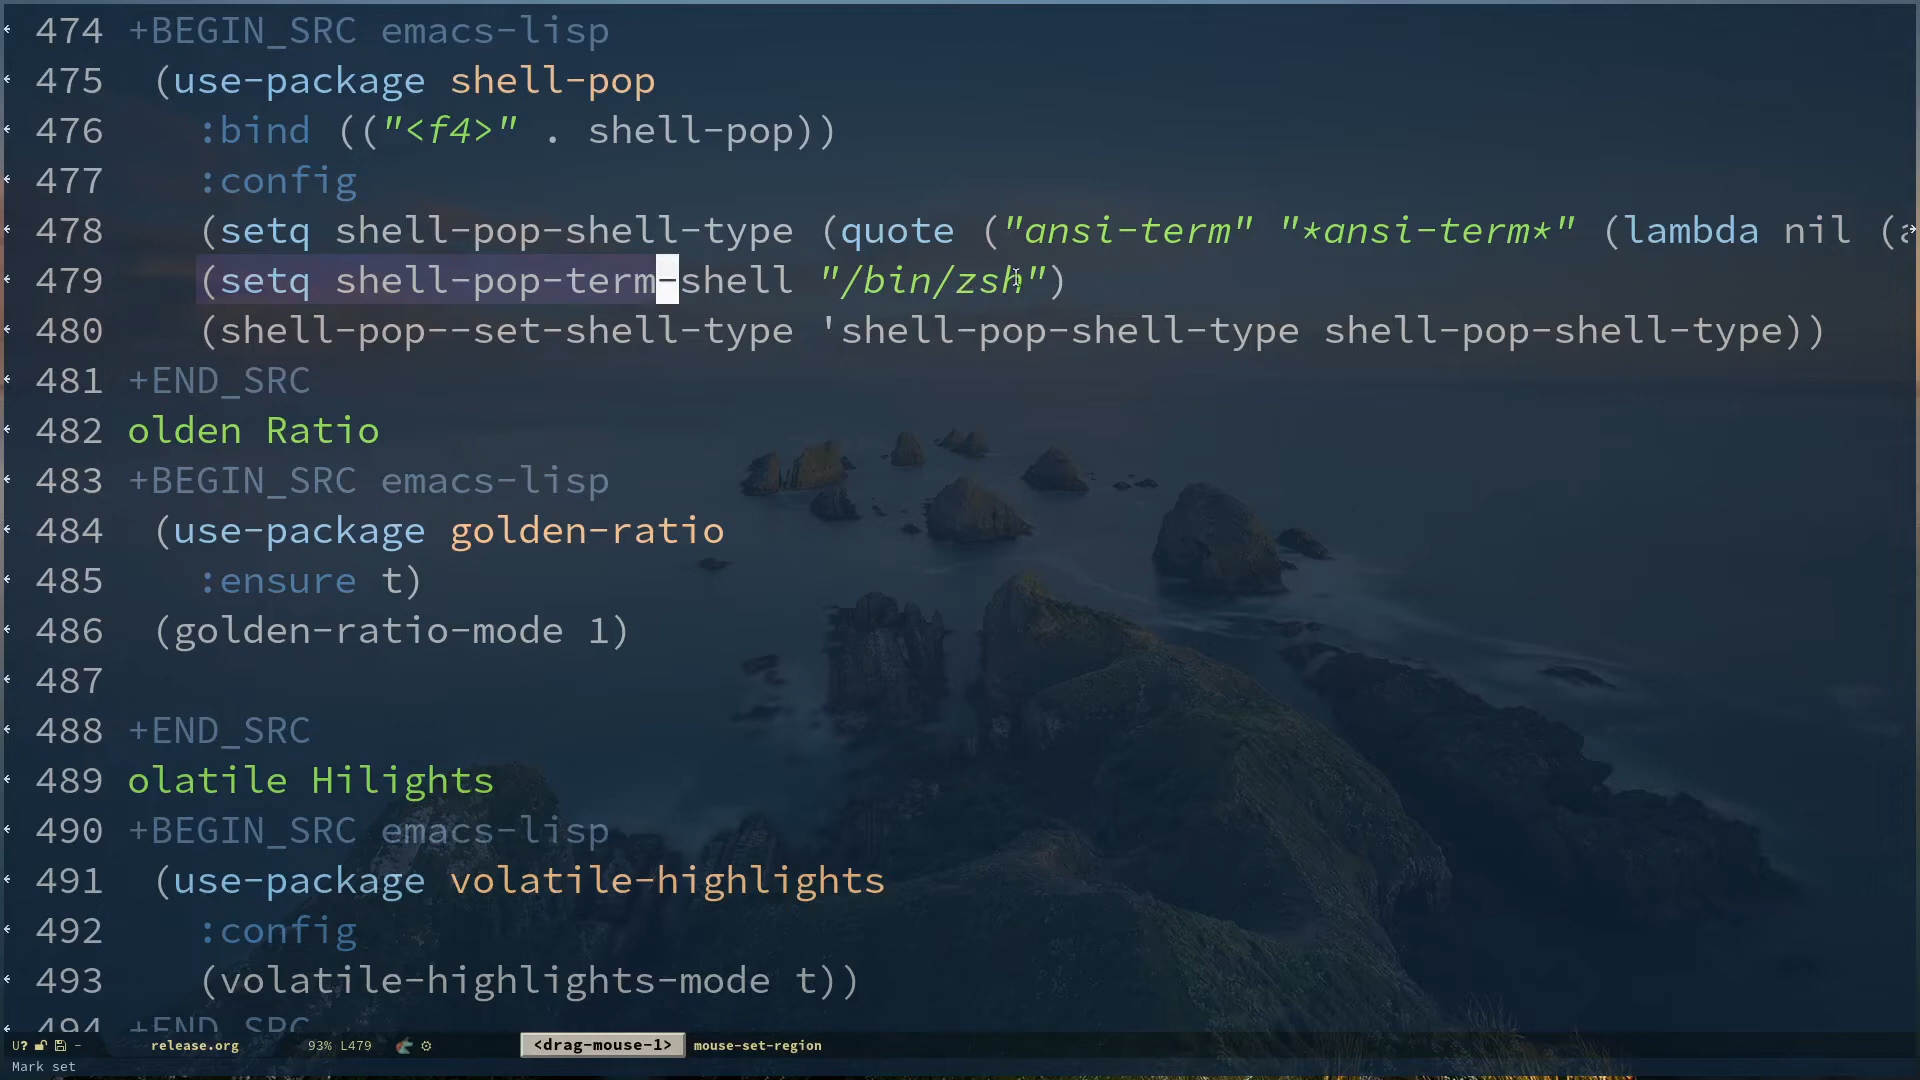 474 +BEGIN_SRC emacs-lisp
475 (use-package shell-pop
476 :bind (("<f4>" . shell-pop))
477 :config
478 (setq shell-pop-shell-type (quote ("ansi-term" "*ansi-term*" (lambda nil (
479 (setq shell-pop-term-shell "/bin/zsh")
480 (shell-pop--set-shell-type 'shell-pop-shell-type shell-pop-shell-type))
481 +END_SRC
482 olden Ratio
483 +BEGIN_SRC emacs-lisp
484 (use-package golden-ratio
485 :ensure t)
486 (golden-ratio-mode 1)
487
488 +END_SRC
489 olatile Hilights
490 +BEGIN_SRC emacs-lisp
491 (use-package volatile-highlights
492 :config
493 (volatile-highlights-mode t))
494 +END_SRC
U? - release.org 93% L479 <drag-mouse-1> mouse-set-region
Mark set